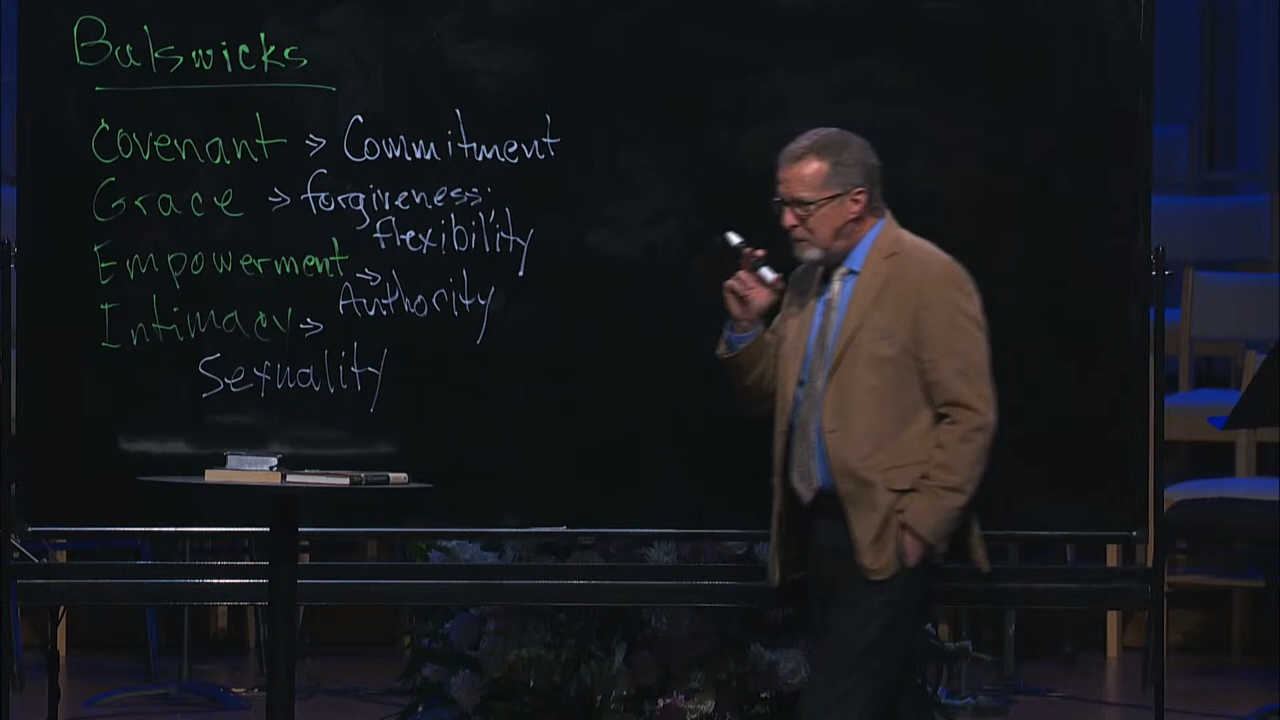 Balswicks
Covenant → Commitment
Grace → forgiveness;
flexibility
Empowerment →
Authority
Intimacy →
Sexuality